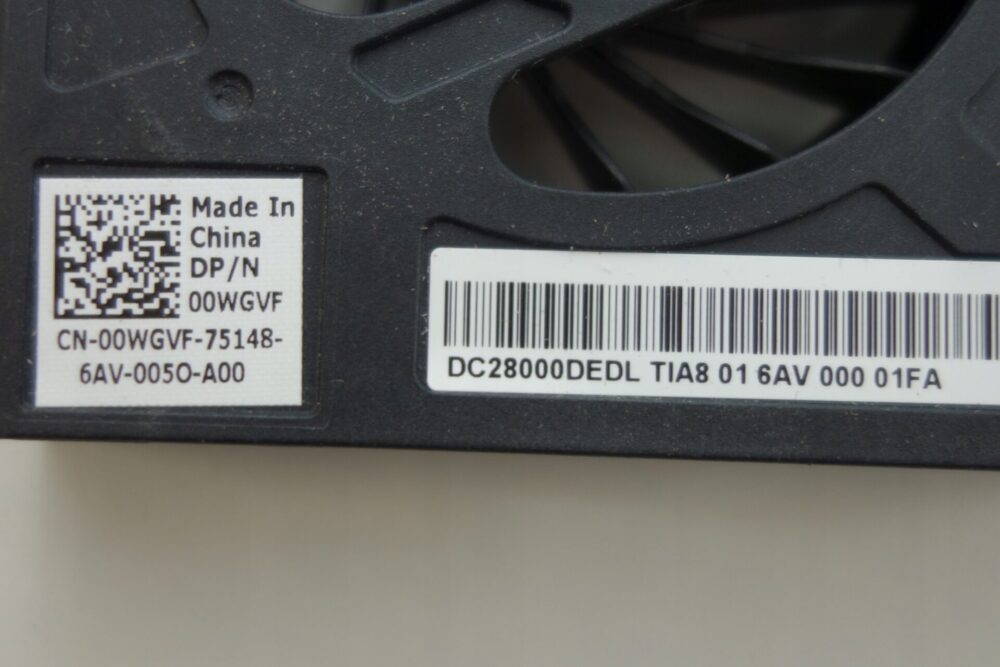 Made In
China
DP/N
00WGVF
CN-00WGVF-75148-
6AV-005O-A00
DC28000DEDL TIA8 01 6AV 000 01FA